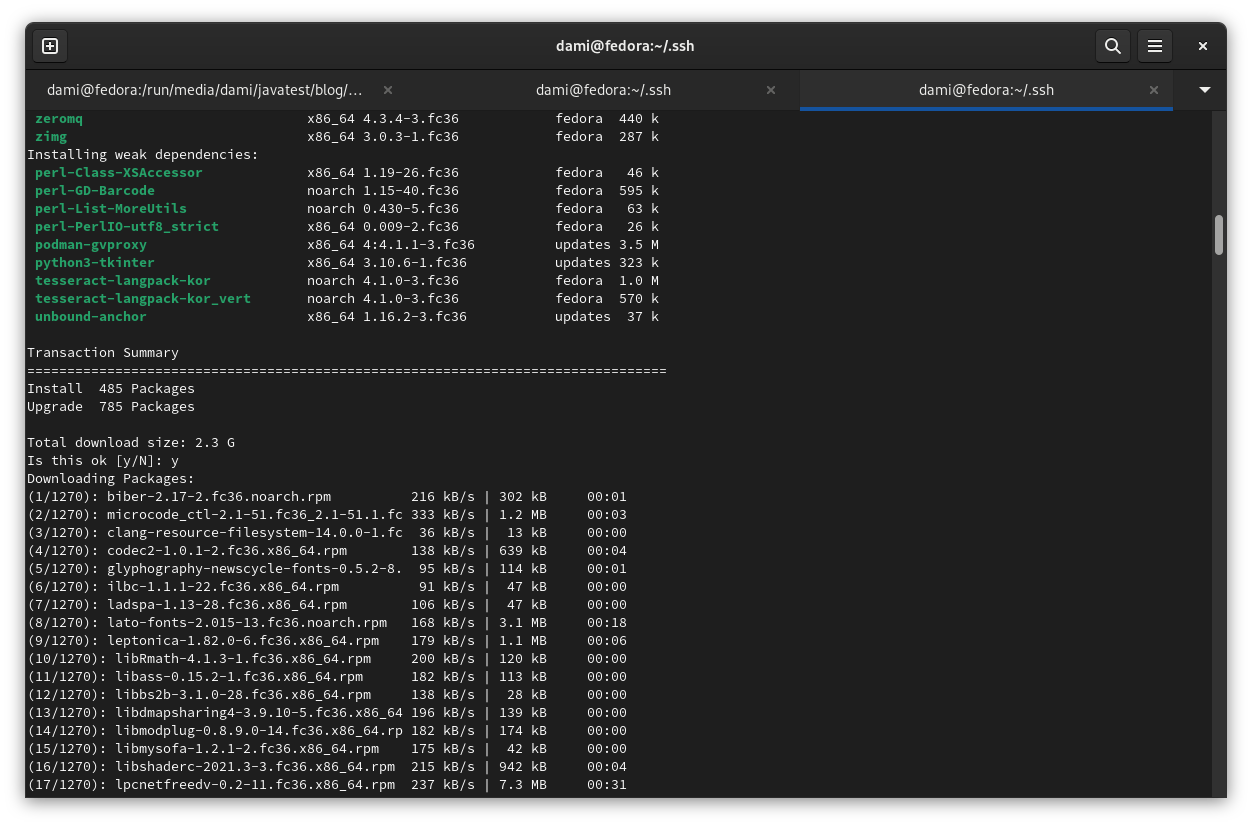 dami@fedora:~/.ssh
dami@fedora:/run/media/dami/javatest/blog/... dami@fedora:~/.ssh dami@fedora:~/.ssh
zeromq x86_64 4.3.4-3.fc36 fedora 440 k
zimg x86_64 3.0.3-1.fc36 fedora 287 k
Installing weak dependencies:
perl-Class-XSAccessor x86_64 1.19-26.fc36 fedora 46 k
perl-GD-Barcode noarch 1.15-40.fc36 fedora 595 k
perl-List-MoreUtils noarch 0.430-5.fc36 fedora 63 k
perl-PerlIO-utf8_strict x86_64 0.009-2.fc36 fedora 26 k
podman-gvproxy x86_64 4:4.1.1-3.fc36 updates 3.5 M
python3-tkinter x86_64 3.10.6-1.fc36 updates 323 k
tesseract-langpack-kor noarch 4.1.0-3.fc36 fedora 1.0 M
tesseract-langpack-kor_vert noarch 4.1.0-3.fc36 fedora 570 k
unbound-anchor x86_64 1.16.2-3.fc36 updates 37 k
Transaction Summary
================================================================================
Install 485 Packages
Upgrade 785 Packages
Total download size: 2.3 G
Is this ok [y/N]: y
Downloading Packages:
(1/1270): biber-2.17-2.fc36.noarch.rpm 216 kB/s | 302 kB 00:01
(2/1270): microcode_ctl-2.1-51.fc36_2.1-51.1.fc 333 kB/s | 1.2 MB 00:03
(3/1270): clang-resource-filesystem-14.0.0-1.fc 36 kB/s | 13 kB 00:00
(4/1270): codec2-1.0.1-2.fc36.x86_64.rpm 138 kB/s | 639 kB 00:04
(5/1270): glyphography-newscycle-fonts-0.5.2-8. 95 kB/s | 114 kB 00:01
(6/1270): ilbc-1.1.1-22.fc36.x86_64.rpm 91 kB/s | 47 kB 00:00
(7/1270): ladspa-1.13-28.fc36.x86_64.rpm 106 kB/s | 47 kB 00:00
(8/1270): lato-fonts-2.015-13.fc36.noarch.rpm 168 kB/s | 3.1 MB 00:18
(9/1270): leptonica-1.82.0-6.fc36.x86_64.rpm 179 kB/s | 1.1 MB 00:06
(10/1270): libRmath-4.1.3-1.fc36.x86_64.rpm 200 kB/s | 120 kB 00:00
(11/1270): libass-0.15.2-1.fc36.x86_64.rpm 182 kB/s | 113 kB 00:00
(12/1270): libbs2b-3.1.0-28.fc36.x86_64.rpm 138 kB/s | 28 kB 00:00
(13/1270): libdmapsharing4-3.9.10-5.fc36.x86_64 196 kB/s | 139 kB 00:00
(14/1270): libmodplug-0.8.9.0-14.fc36.x86_64.rp 182 kB/s | 174 kB 00:00
(15/1270): libmysofa-1.2.1-2.fc36.x86_64.rpm 175 kB/s | 42 kB 00:00
(16/1270): libshaderc-2021.3-3.fc36.x86_64.rpm 215 kB/s | 942 kB 00:04
(17/1270): lpcnetfreedv-0.2-11.fc36.x86_64.rpm 237 kB/s | 7.3 MB 00:31